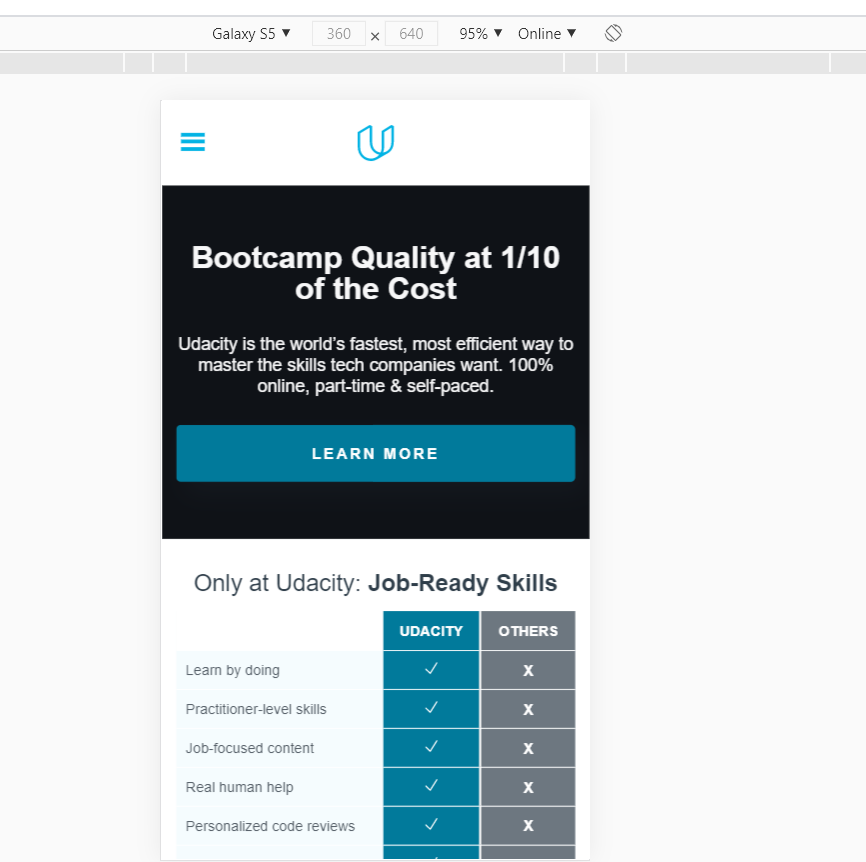 Galaxy S5 ▼ 360 x 640 95% ▼ Online ▼
Bootcamp Quality at 1/10
of the Cost
Udacity is the world's fastest, most efficient way to
master the skills tech companies want. 100%
online, part-time & self-paced.
LEARN MORE
Only at Udacity: Job-Ready Skills
UDACITY OTHERS
Learn by doing ✓ X
Practitioner-level skills ✓ X
Job-focused content ✓ X
Real human help ✓ X
Personalized code reviews ✓ X